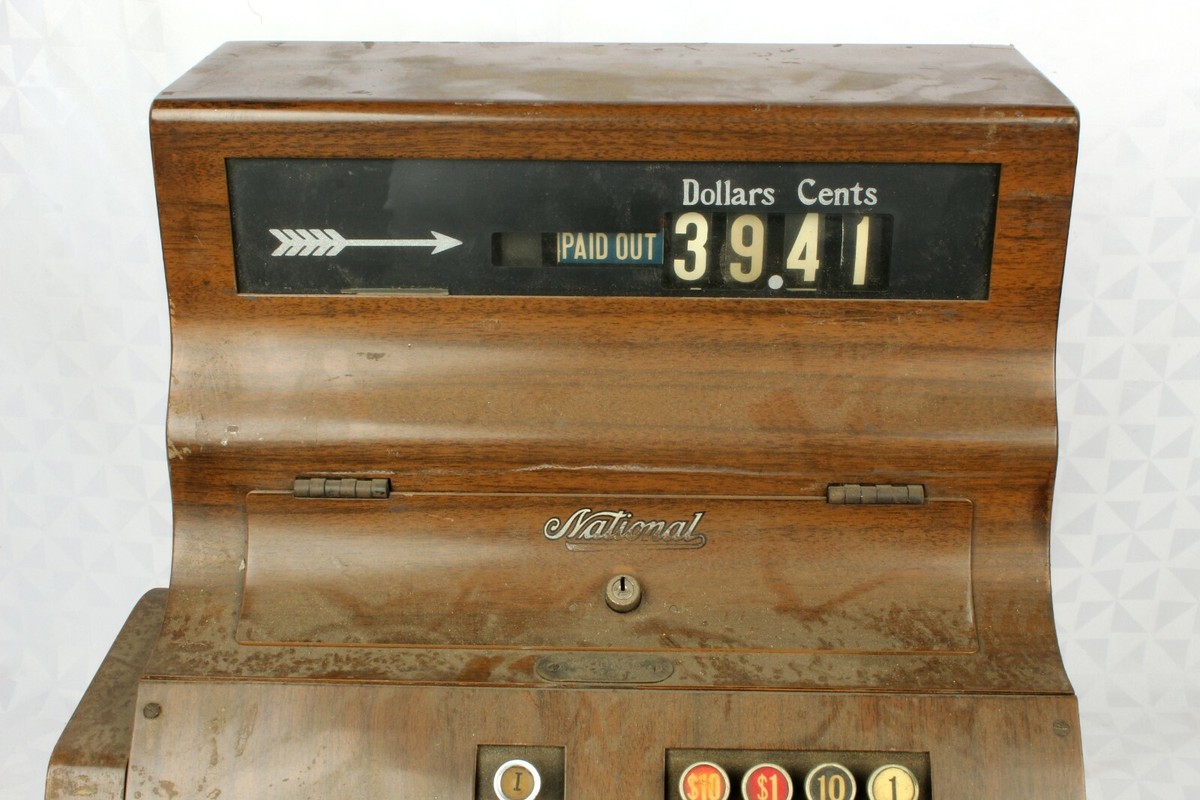 Dollars Cents
PAID OUT 39.41
National
I $10 $1 10 1